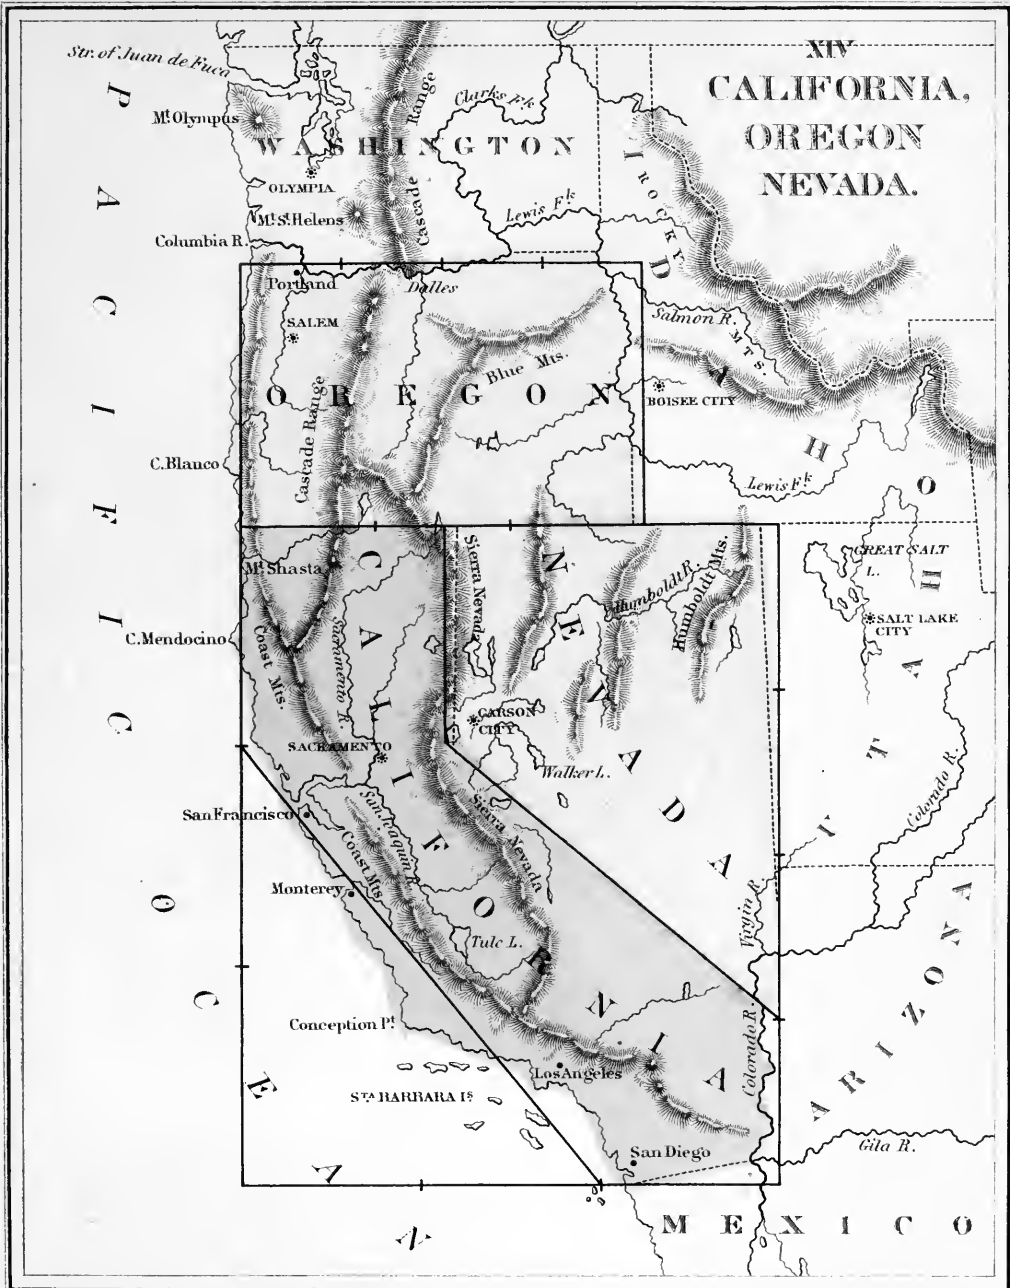 XIV
CALIFORNIA,
OREGON
NEVADA.
Str. of Juan de Fuca
Mt. Olympus
WASHINGTON
Clarks Fk
Cascade Range
OLYMPIA
Mt. St. Helens
Lewis Fk
Columbia R.
ROCKY MTS.
IDAHO
Portland
Dalles
SALEM
Salmon R.
Blue Mts.
OREGON
BOISEE CITY
Cascade Range
C. Blanco
Lewis Fk
PACIFIC OCEAN
Mt. Shasta
Sierra Nevada
Humboldt R.
Humboldt Mts.
GREAT SALT
L.
SALT LAKE
CITY
C. Mendocino
Coast Mts.
Sacramento R.
CALIFORNIA
NEVADA
UTAH
CARSON
CITY
SACRAMENTO
Walker L.
San Francisco
San Joaquin R.
Sierra Nevada
Colorado R.
Coast Mts.
Monterey
Virgin R.
Tulc L.
ARIZONA
Conception Pt.
Colorado R.
Los Angeles
STA. BARBARA Is.
San Diego
Gila R.
MEXICO